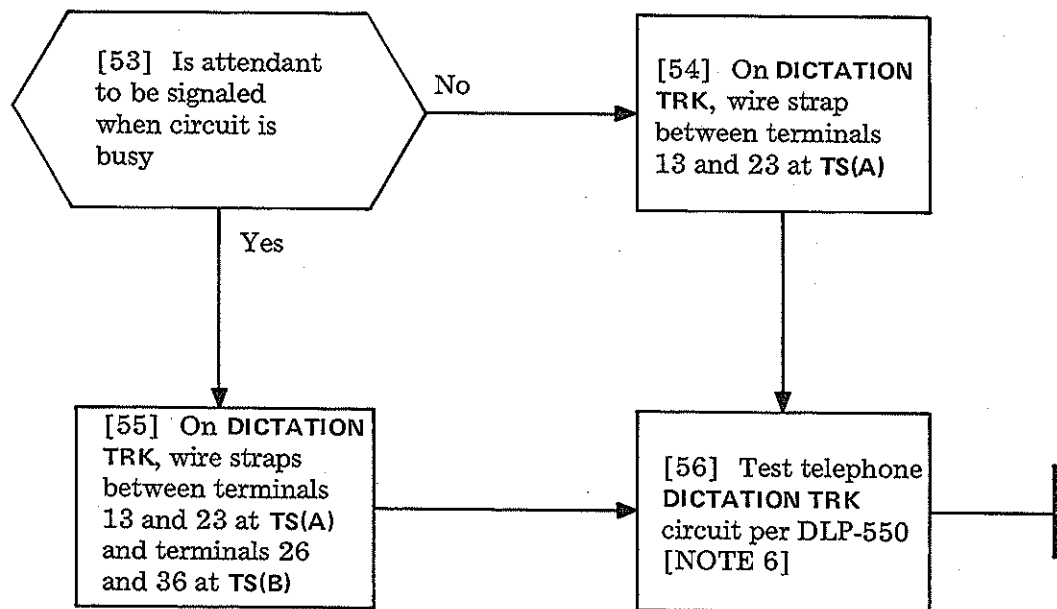 [53] Is attendant
to be signaled
when circuit is
busy
No
[54] On DICTATION
TRK, wire strap
between terminals
13 and 23 at TS(A)
Yes
[55] On DICTATION
TRK, wire straps
between terminals
13 and 23 at TS(A)
and terminals 26
and 36 at TS(B)
[56] Test telephone
DICTATION TRK
circuit per DLP-550
[NOTE 6]